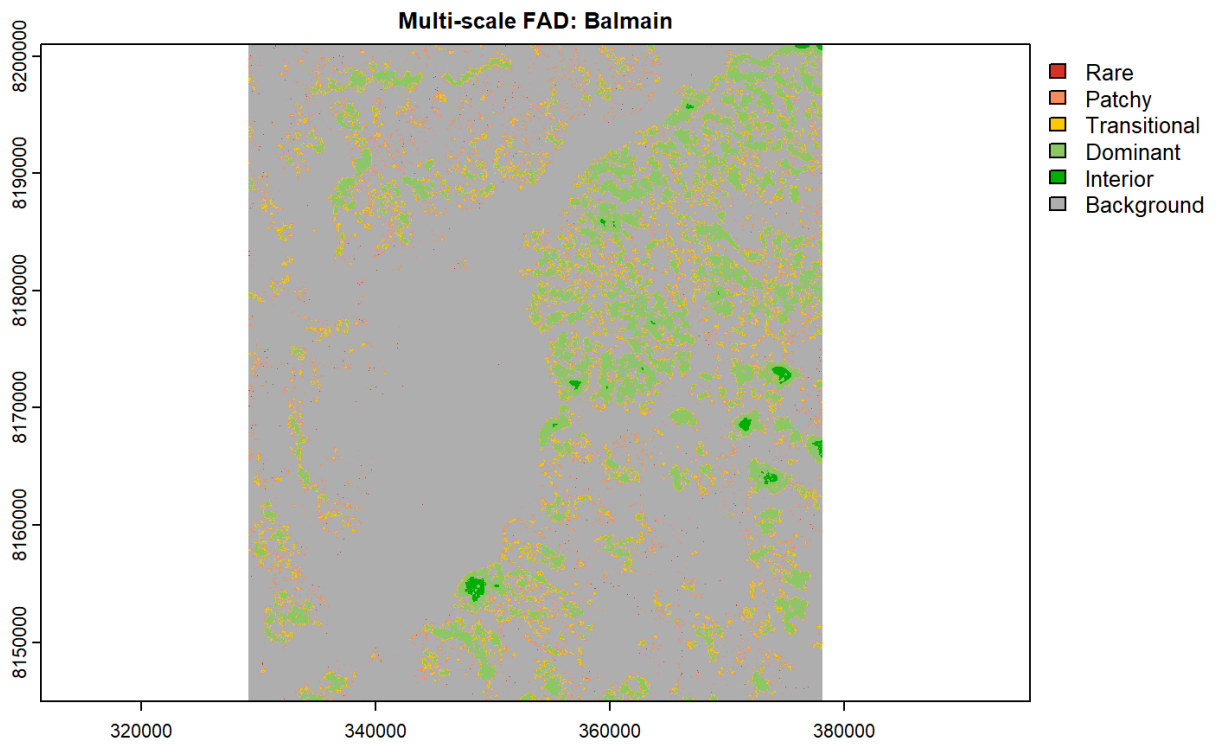 Multi-scale FAD: Balmain
8200000
8190000
8180000
8170000
8160000
8150000
320000
340000
360000
380000
Rare
Patchy
Transitional
Dominant
Interior
Background